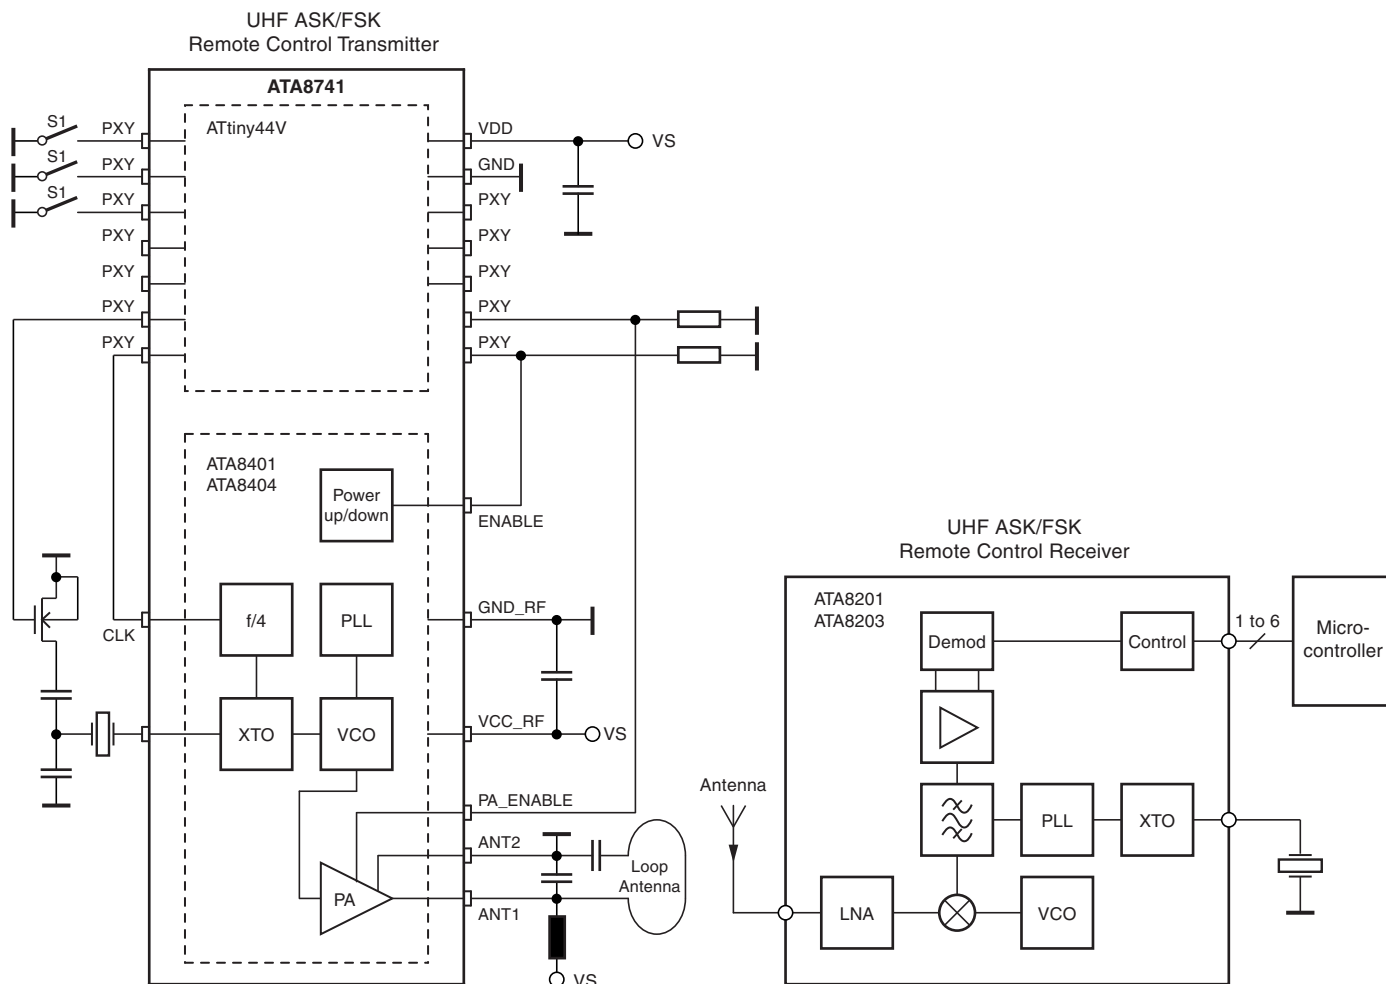 UHF ASK/FSK
Remote Control Transmitter
ATA8741
ATtiny44V
S1
PXY
S1
PXY
S1
PXY
PXY
PXY
PXY
PXY
VDD
VS
GND
PXY
PXY
PXY
PXY
PXY
ATA8401
ATA8404
Power
up/down
ENABLE
CLK
f/4
PLL
GND_RF
XTO
VCO
VCC_RF
VS
PA_ENABLE
ANT2
PA
ANT1
Loop
Antenna
VS
UHF ASK/FSK
Remote Control Receiver
ATA8201
ATA8203
Demod
Control
1 to 6
Micro-
controller
Antenna
PLL
XTO
LNA
VCO